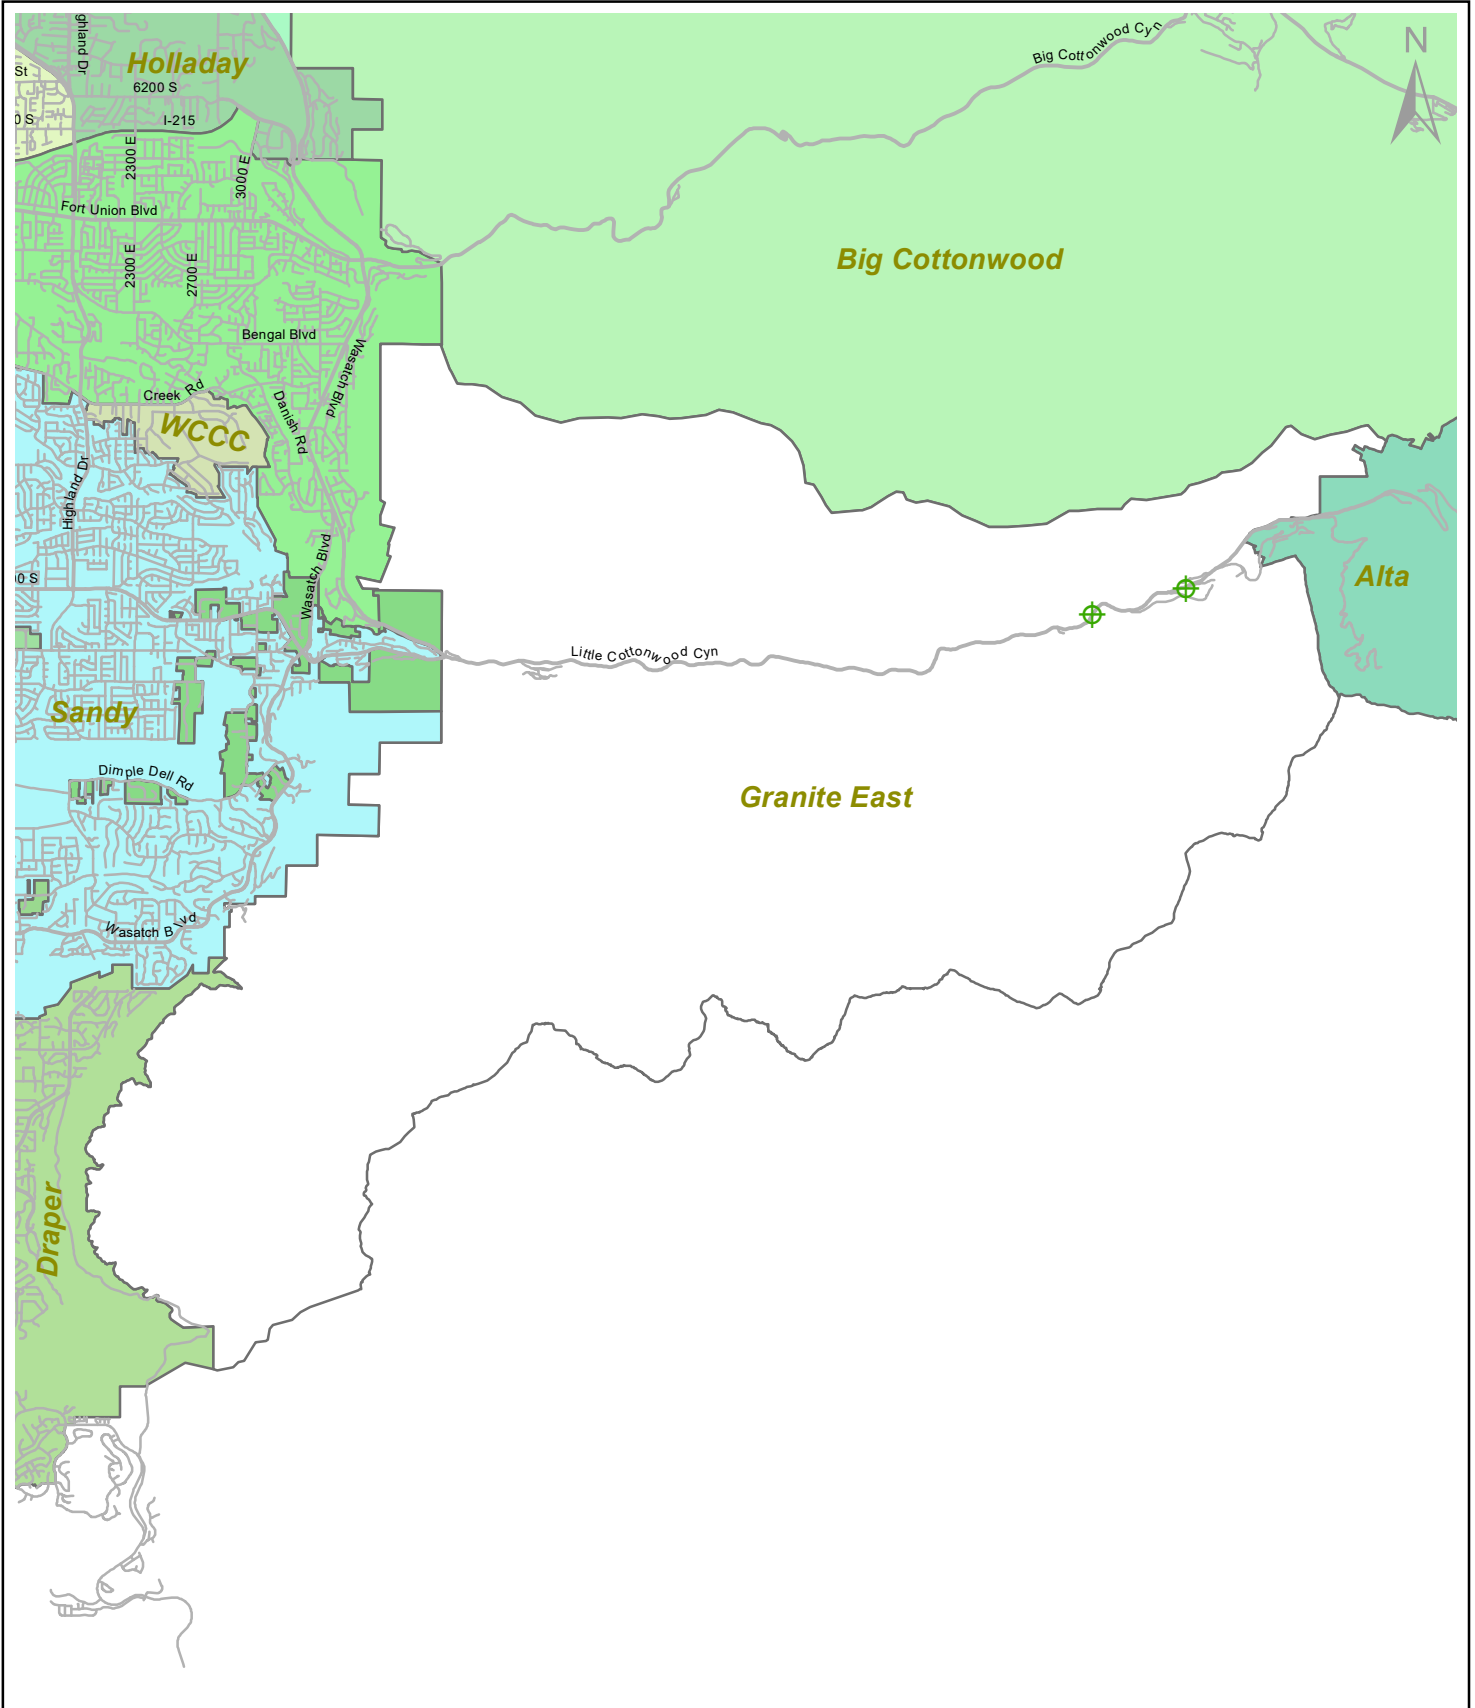 ghland Dr
Holladay
Big Cottonwood Cyn
N
St
6200 S
0 S
I-215
2300 E
3000 E
Fort Union Blvd
2300 E
2700 E
Big Cottonwood
Bengal Blvd
Wasatch Blvd
Creek Rd
Danish Rd
WCCC
Highland Dr
Wasatch Blvd
00 S
Alta
Little Cottonwood Cyn
Sandy
Dimple Dell Rd
Granite East
Wasatch Blvd
Draper